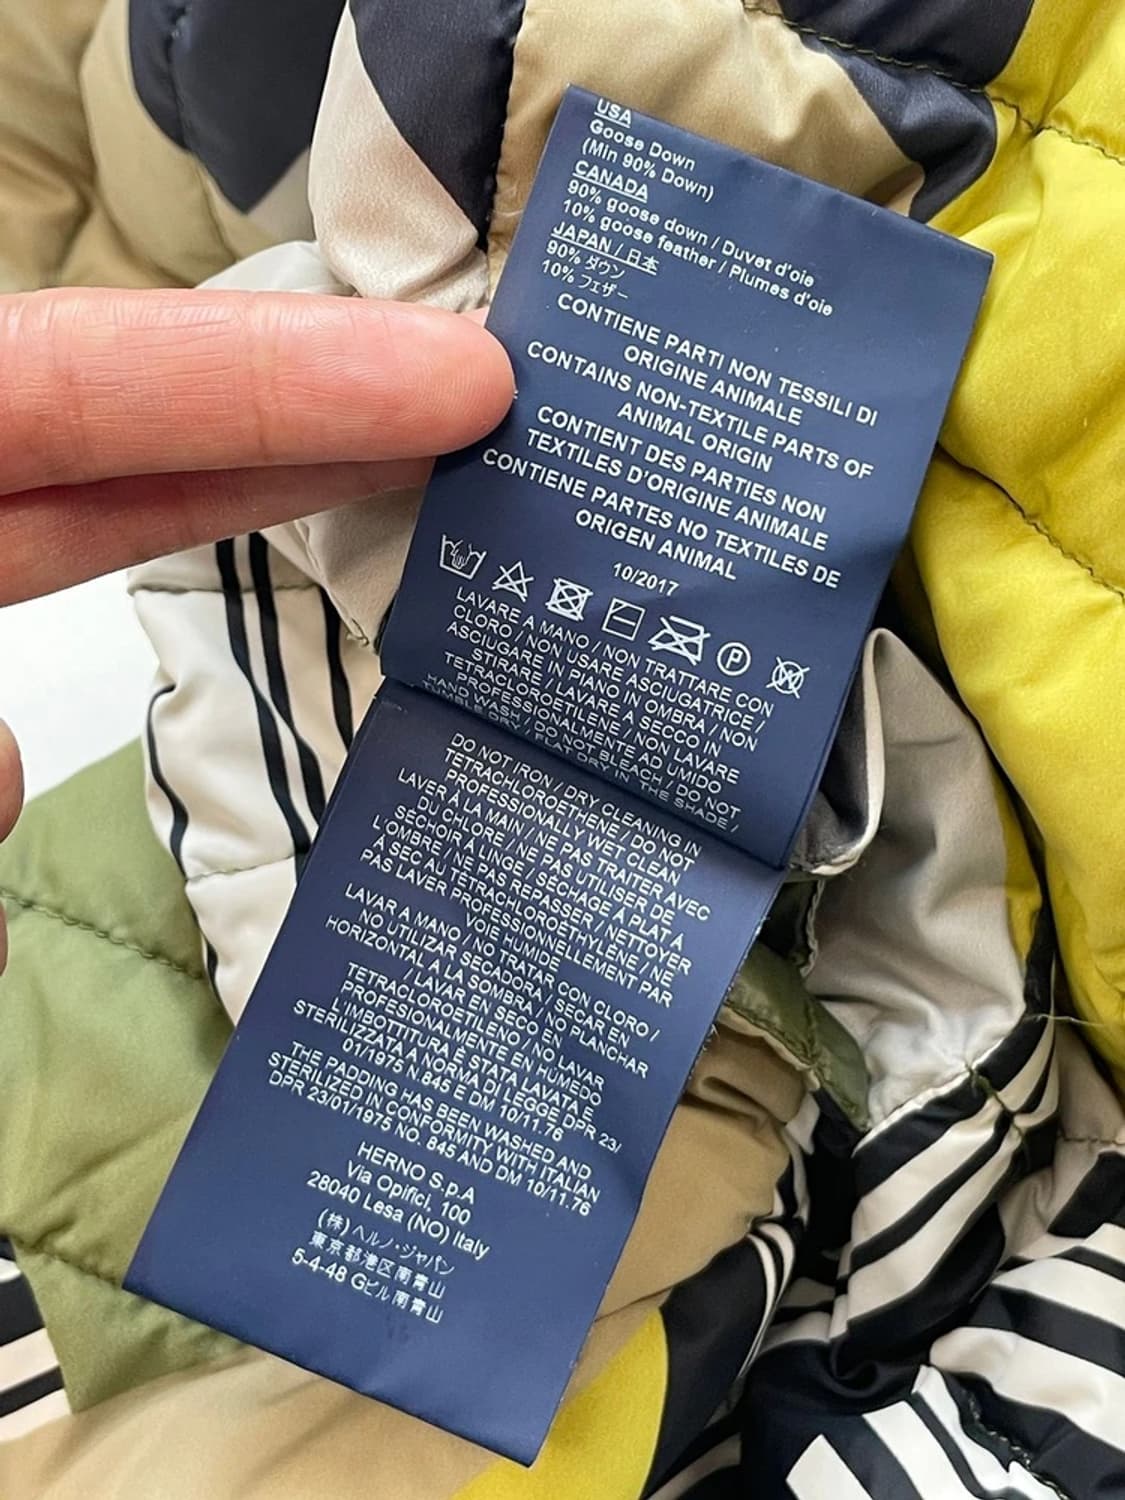 USA
Goose Down
(Min 90% Down)
CANADA
90% goose down / Duvet d'oie
10% goose feather / Plumes d'oie
JAPAN / 日本
90% ダウン
10% フェザー
CONTIENE PARTI NON TESSILI DI
ORIGINE ANIMALE
CONTAINS NON-TEXTILE PARTS OF
ANIMAL ORIGIN
CONTIENT DES PARTIES NON
TEXTILES D'ORIGINE ANIMALE
CONTIENE PARTES NO TEXTILES DE
ORIGEN ANIMAL
10/2017
P
W
LAVARE A MANO / NON TRATTARE CON
CLORO / NON USARE ASCIUGATRICE /
ASCIUGARE IN PIANO IN OMBRA / NON
STIRARE / LAVARE A SECCO IN
TETRACLOROETILENE / NON LAVARE
PROFESSIONALMENTE AD UMIDO
HAND WASH / DO NOT BLEACH / DO NOT
TUMBLE DRY / FLAT DRY IN THE SHADE /
DO NOT IRON / DRY CLEANING IN
TETRACHLOROETHENE / DO NOT
PROFESSIONALLY WET CLEAN
LAVER À LA MAIN / NE PAS TRAITER AVEC
DU CHLORE / NE PAS UTILISER DE
SÉCHOIR À LINGE / SÉCHAGE À PLAT A
L'OMBRE / NE PAS REPASSER / NETTOYER
A SEC AU TÉTRACHLOROETHYLÈNE / NE
PAS LAVER PROFESSIONNELLEMENT PAR
VOIE HUMIDE
LAVAR A MANO / NO TRATAR CON CLORO /
NO UTILIZAR SECADORA / SECAR EN
HORIZONTAL A LA SOMBRA / NO PLANCHAR
/ LAVAR EN SECO EN
TETRACLOROETILENO / NO LAVAR
PROFESIONALMENTE EN HÚMEDO
L'IMBOTTITURA È STATA LAVATA E
STERILIZZATA A NORMA DI LEGGE DPR 23/
01/1975 N.845 E DM 10/11.76
THE PADDING HAS BEEN WASHED AND
STERILIZED IN CONFORMITY WITH ITALIAN
DPR 23/01/1975 NO. 845 AND DM 10/11.76
HERNO S.p.A
Via Opifici, 100
28040 Lesa (NO) Italy
(株)ヘルノ・ジャパン
東京都港区南青山
5-4-48 Gビル南青山